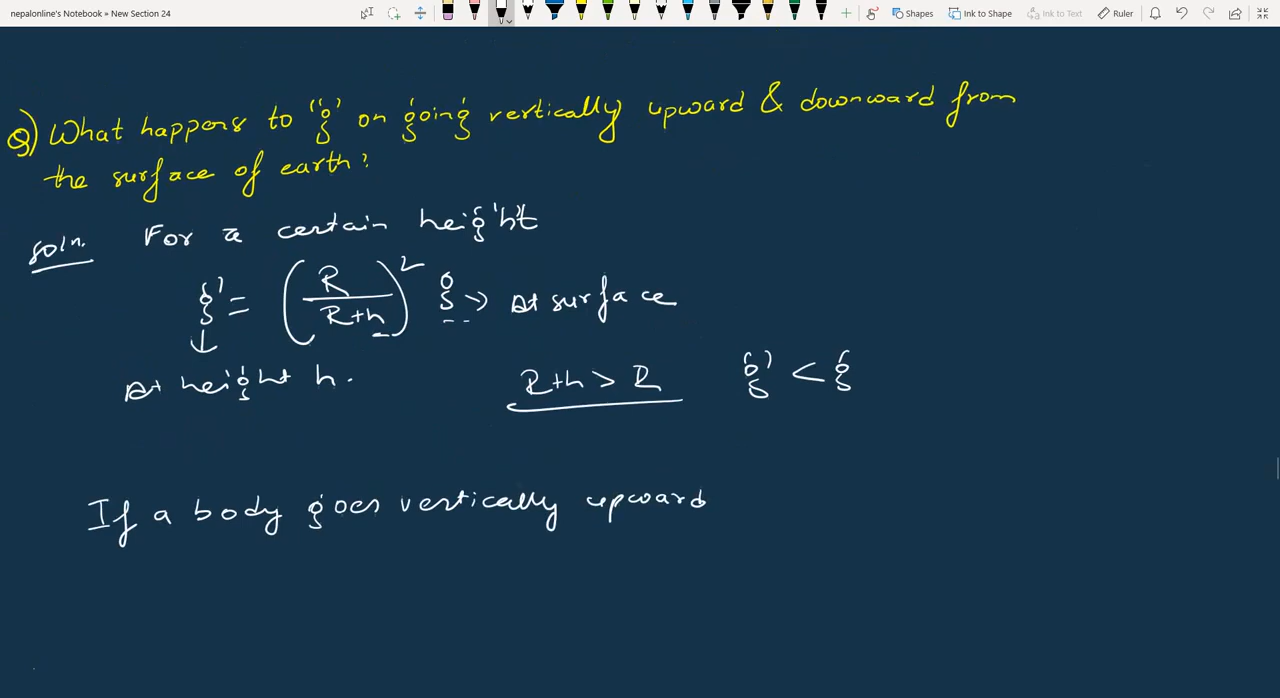 nepalonline's Notebook » New Section 24
Shapes Ink to Shape Ink to Text Ruler
Q) What happens to 'g' on going vertically upward & downward from
the surface of earth?
soln. For a certain height
g' = (R / R+h)² g → At surface
↓
At height h. R+h > R g' < g
If a body goes vertically upward